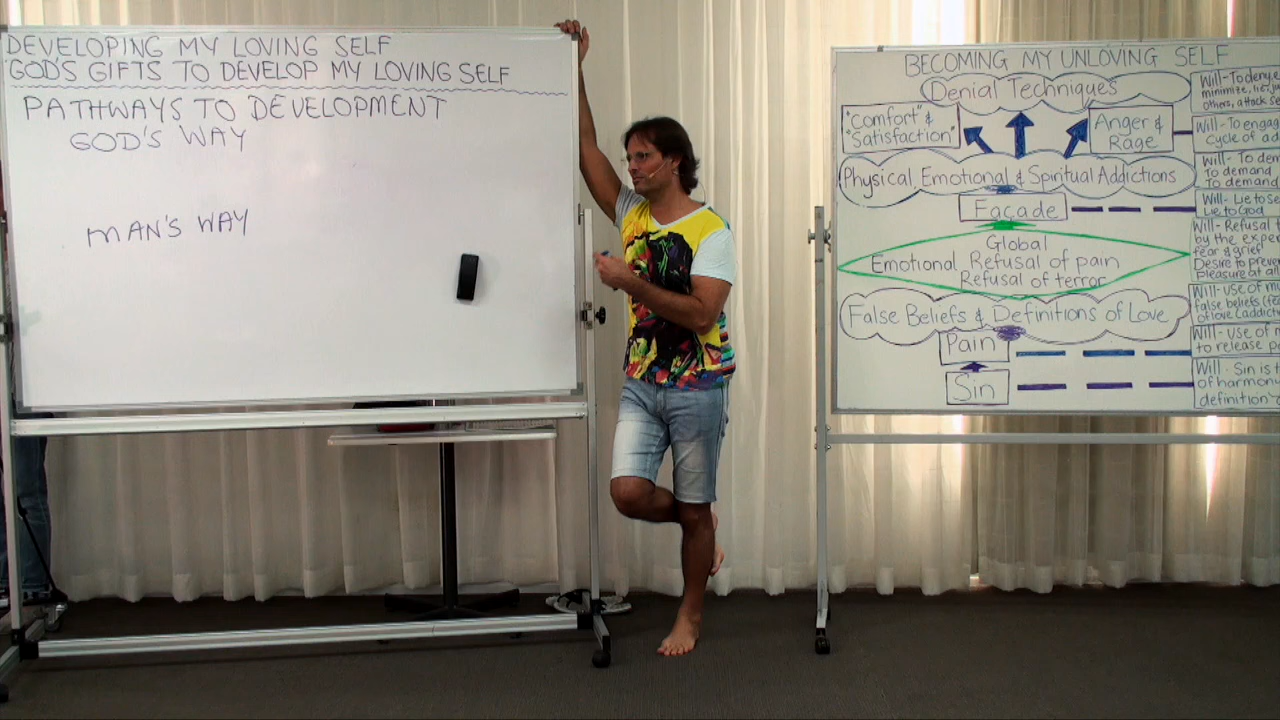 DEVELOPING MY LOVING SELF
GOD'S GIFTS TO DEVELOP MY LOVING SELF
PATHWAYS TO DEVELOPMENT
GOD'S WAY
MAN'S WAY
BECOMING MY UNLOVING SELF
Denial Techniques
"Comfort" &
"Satisfaction"
Anger &
Rage
Physical Emotional & Spiritual Addictions
Façade
Global
Emotional Refusal of pain
Refusal of terror
False Beliefs & Definitions of Love
Pain
Sin
Will- To deny
minimize,
others, attack
Will- To engag
Cycle of ad
Will- To
To demand
To demand
Will- Lie to se
Lie to God
Will- Refusal
by the expe
fear & grief
Desire to preve
pleasure at al
Will- use of
false beliefs
of love
Will- use of
to release
Will- Sin is
of harmon
definition